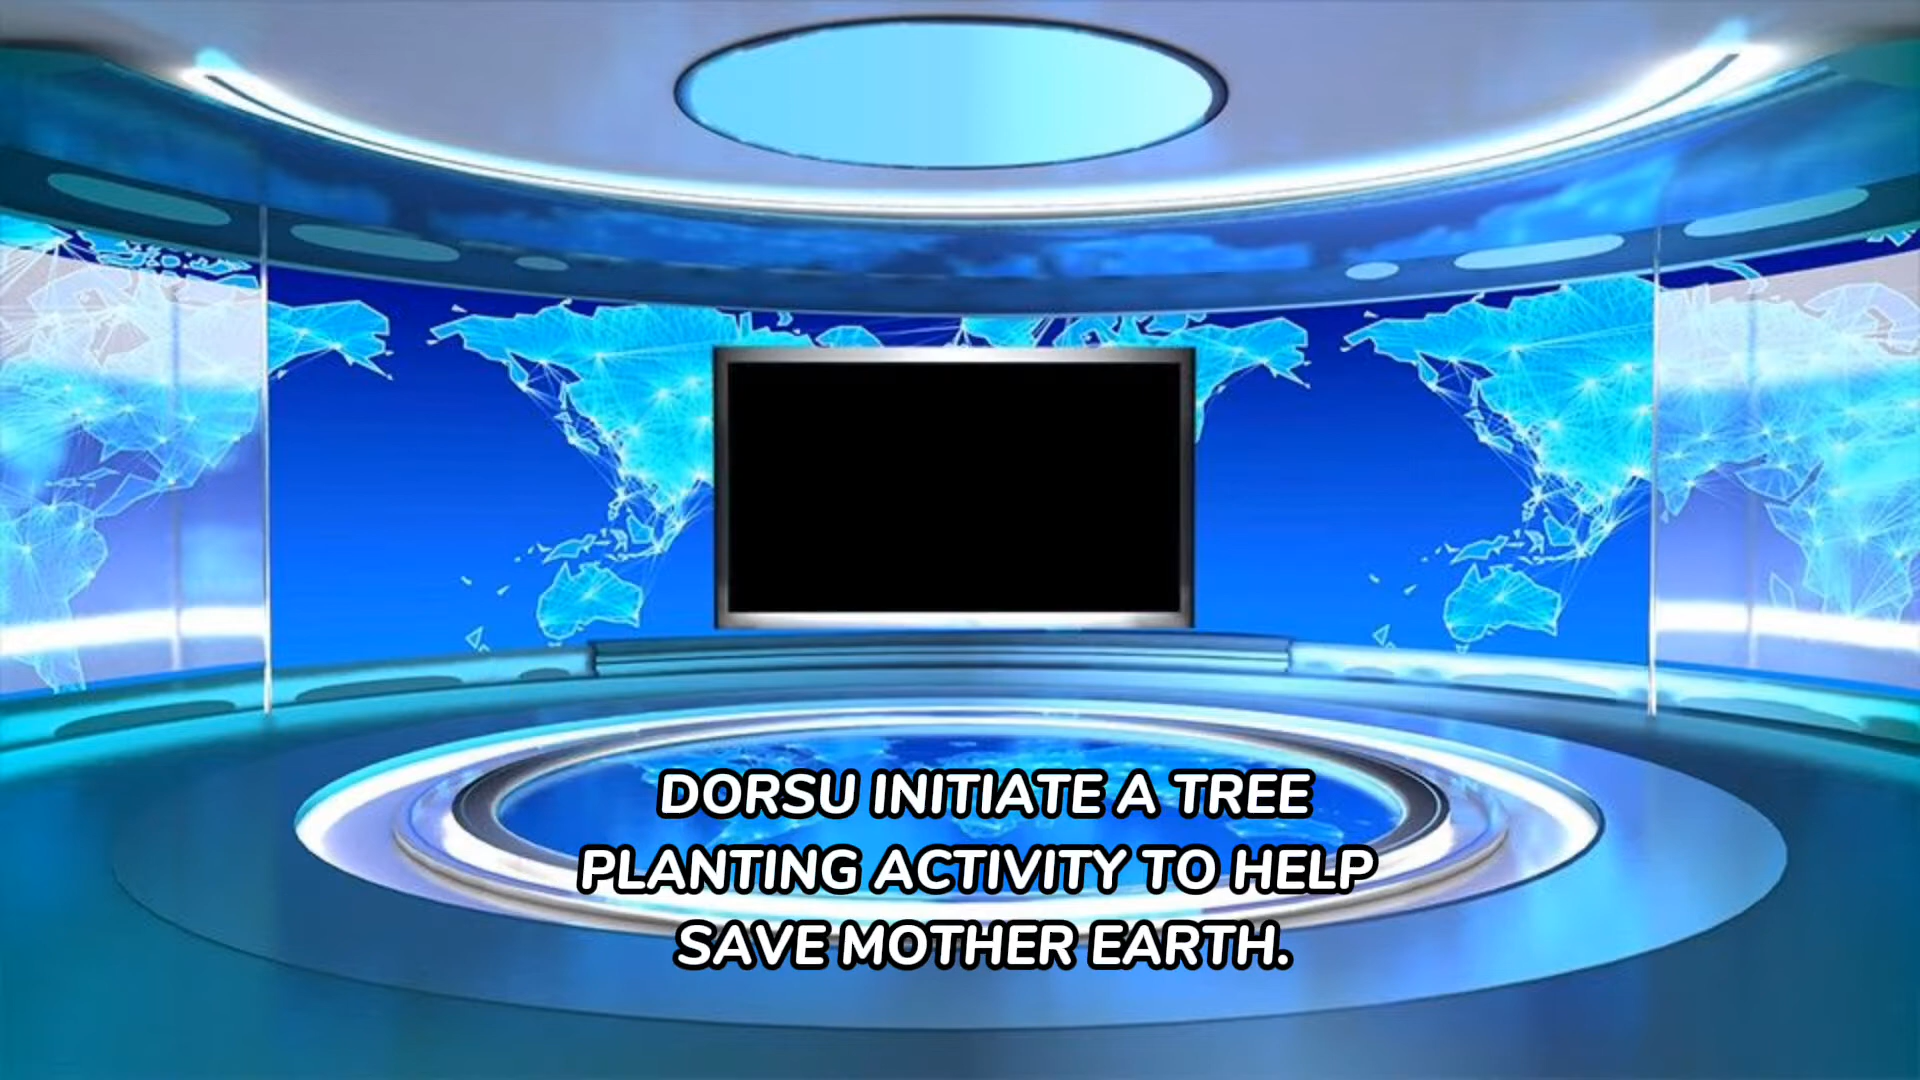 DORSU INITIATE A TREE
PLANTING ACTIVITY TO HELP
SAVE MOTHER EARTH.